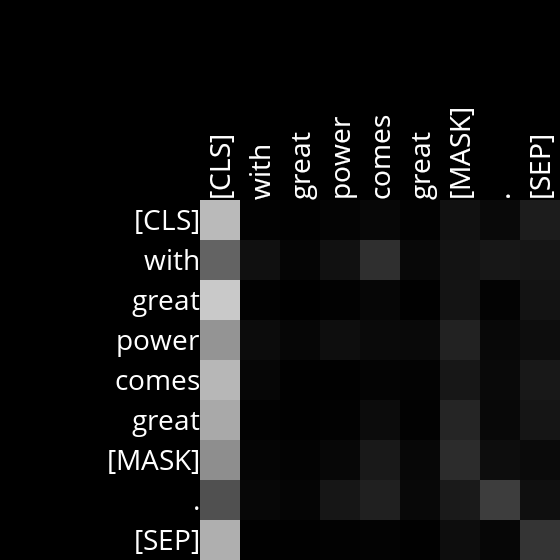 [CLS] with great power comes great [MASK] . [SEP]
[CLS]
with
great
power
comes
great
[MASK]
.
[SEP]